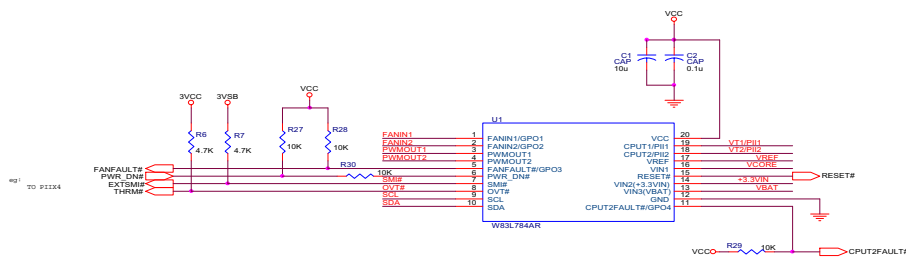 VCC
C1
CAP
10u
C2
CAP
0.1u
3VCC
3VSB
VCC
R6
4.7K
R7
4.7K
R27
10K
R28
10K
R30
10K
eg:
TO PIIX4
FANFAULT#
PWR_DN#
EXTSMI#
THRM#
FANIN1
FANIN2
PWMOUT1
PWMOUT2
SMI#
OVT#
SCL
SDA
U1
1 FANIN1/GPO1
2 FANIN2/GPO2
3 PWMOUT1
4 PWMOUT2
5 FANFAULT#/GPO3
6 PWR_DN#
7 SMI#
8 OVT#
9 SCL
10 SDA
VCC 20
CPUT1/PII1 19
CPUT2/PII2 18
VREF 17
VIN1 16
RESET# 15
VIN2(+3.3VIN) 14
VIN3(VBAT) 13
GND 12
CPUT2FAULT#/GPO4 11
W83L784AR
VT1/PII1
VT2/PII2
VREF
VCORE
RESET#
+3.3VIN
VBAT
VCC
R29
10K
CPUT2FAULT#